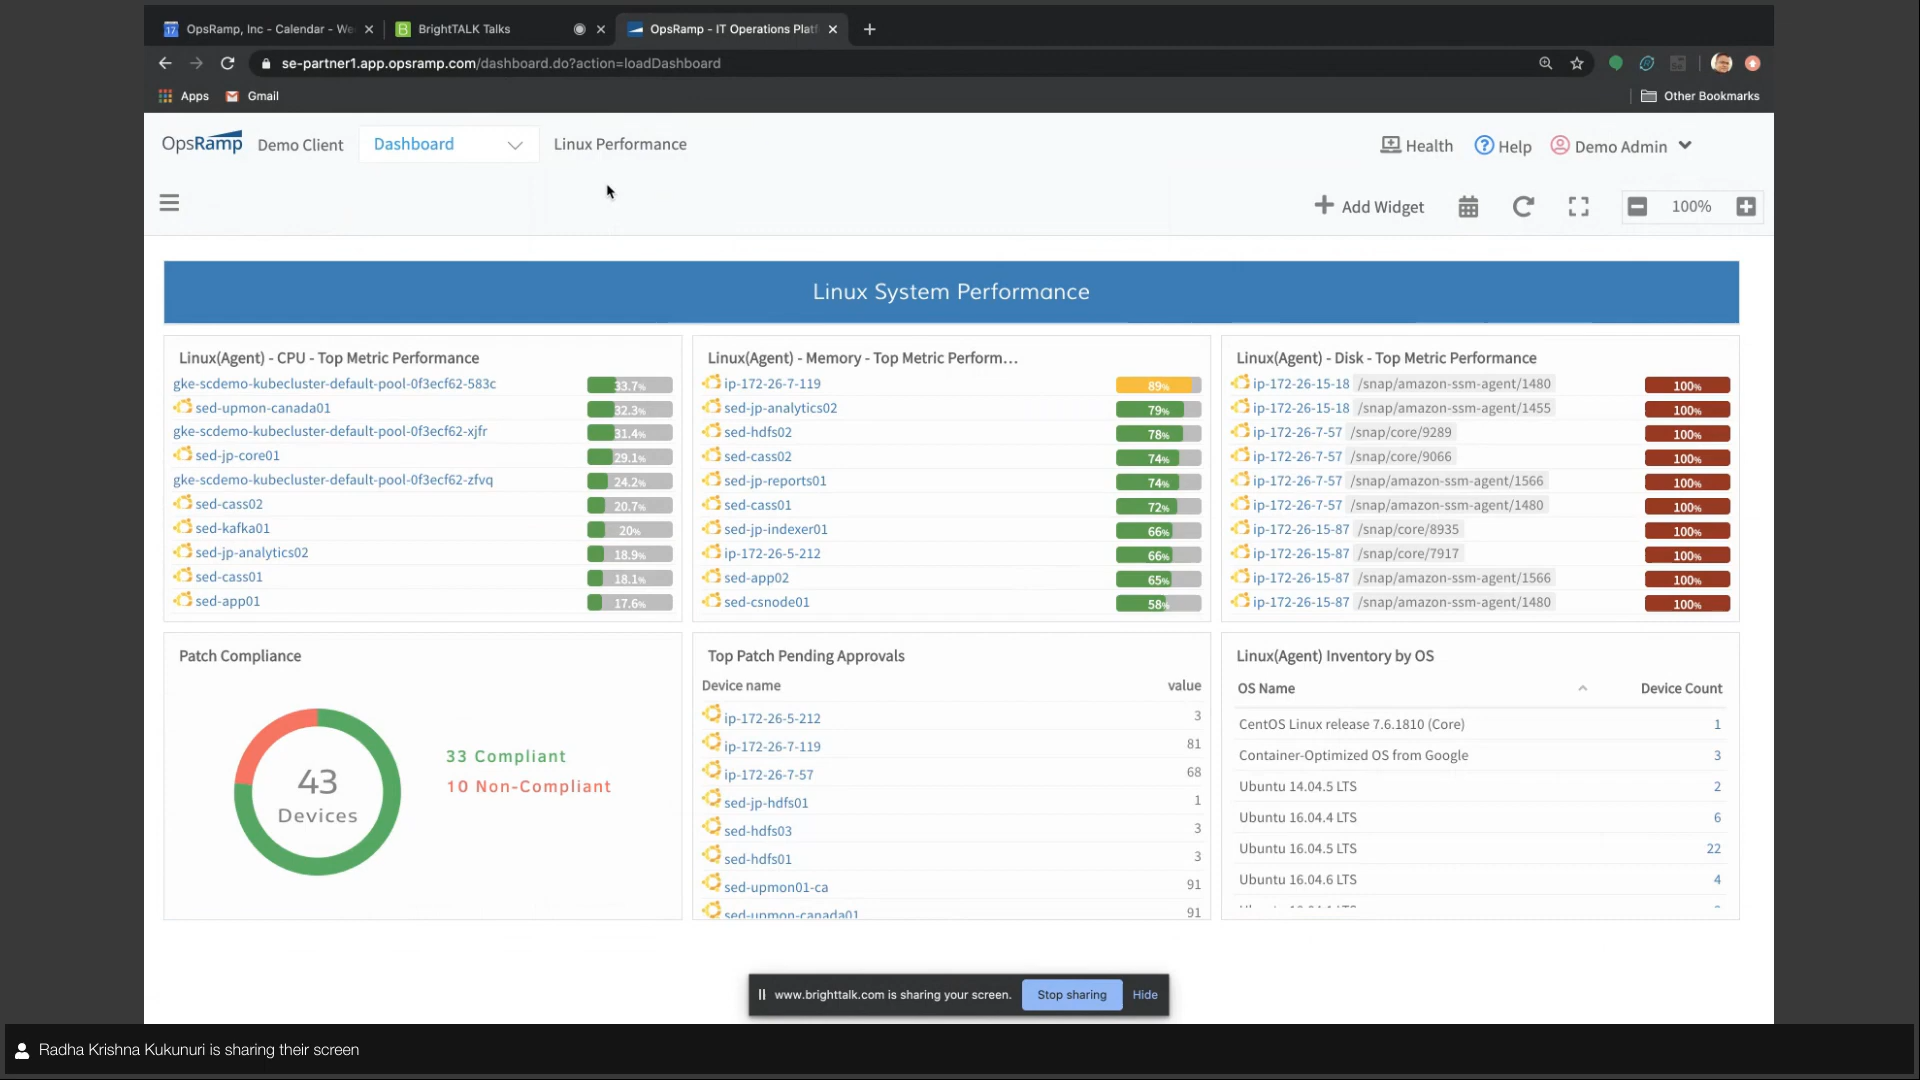 OpsRamp, Inc - Calendar - We
BrightTALK Talks
OpsRamp - IT Operations Platf
se-partner1.app.opsramp.com/dashboard.do?action=loadDashboard
Apps
Gmail
Other Bookmarks
OpsRamp
Demo Client
Dashboard
Linux Performance
Health
Help
Demo Admin
Add Widget
100%
Linux System Performance
Linux(Agent) - CPU - Top Metric Performance
gke-scdemo-kubecluster-default-pool-0f3ecf62-583c 33.7%
sed-upmon-canada01 32.3%
gke-scdemo-kubecluster-default-pool-0f3ecf62-xjfr 31.4%
sed-jp-core01 29.1%
gke-scdemo-kubecluster-default-pool-0f3ecf62-zfvq 24.2%
sed-cass02 20.7%
sed-kafka01 20%
sed-jp-analytics02 18.9%
sed-cass01 18.1%
sed-app01 17.6%
Linux(Agent) - Memory - Top Metric Perform...
ip-172-26-7-119 89%
sed-jp-analytics02 79%
sed-hdfs02 78%
sed-cass02 74%
sed-jp-reports01 74%
sed-cass01 72%
sed-jp-indexer01 66%
ip-172-26-5-212 66%
sed-app02 65%
sed-csnode01 58%
Linux(Agent) - Disk - Top Metric Performance
ip-172-26-15-18 /snap/amazon-ssm-agent/1480 100%
ip-172-26-15-18 /snap/amazon-ssm-agent/1455 100%
ip-172-26-7-57 /snap/core/9289 100%
ip-172-26-7-57 /snap/core/9066 100%
ip-172-26-7-57 /snap/amazon-ssm-agent/1566 100%
ip-172-26-7-57 /snap/amazon-ssm-agent/1480 100%
ip-172-26-15-87 /snap/core/8935 100%
ip-172-26-15-87 /snap/core/7917 100%
ip-172-26-15-87 /snap/amazon-ssm-agent/1566 100%
ip-172-26-15-87 /snap/amazon-ssm-agent/1480 100%
Patch Compliance
43
Devices
33 Compliant
10 Non-Compliant
Top Patch Pending Approvals
Device name value
ip-172-26-5-212 3
ip-172-26-7-119 81
ip-172-26-7-57 68
sed-jp-hdfs01 1
sed-hdfs03 3
sed-hdfs01 3
sed-upmon01-ca 91
sed-upmon-canada01 91
Linux(Agent) Inventory by OS
OS Name Device Count
CentOS Linux release 7.6.1810 (Core) 1
Container-Optimized OS from Google 3
Ubuntu 14.04.5 LTS 2
Ubuntu 16.04.4 LTS 6
Ubuntu 16.04.5 LTS 22
Ubuntu 16.04.6 LTS 4
www.brighttalk.com is sharing your screen.
Stop sharing
Hide
Radha Krishna Kukunuri is sharing their screen